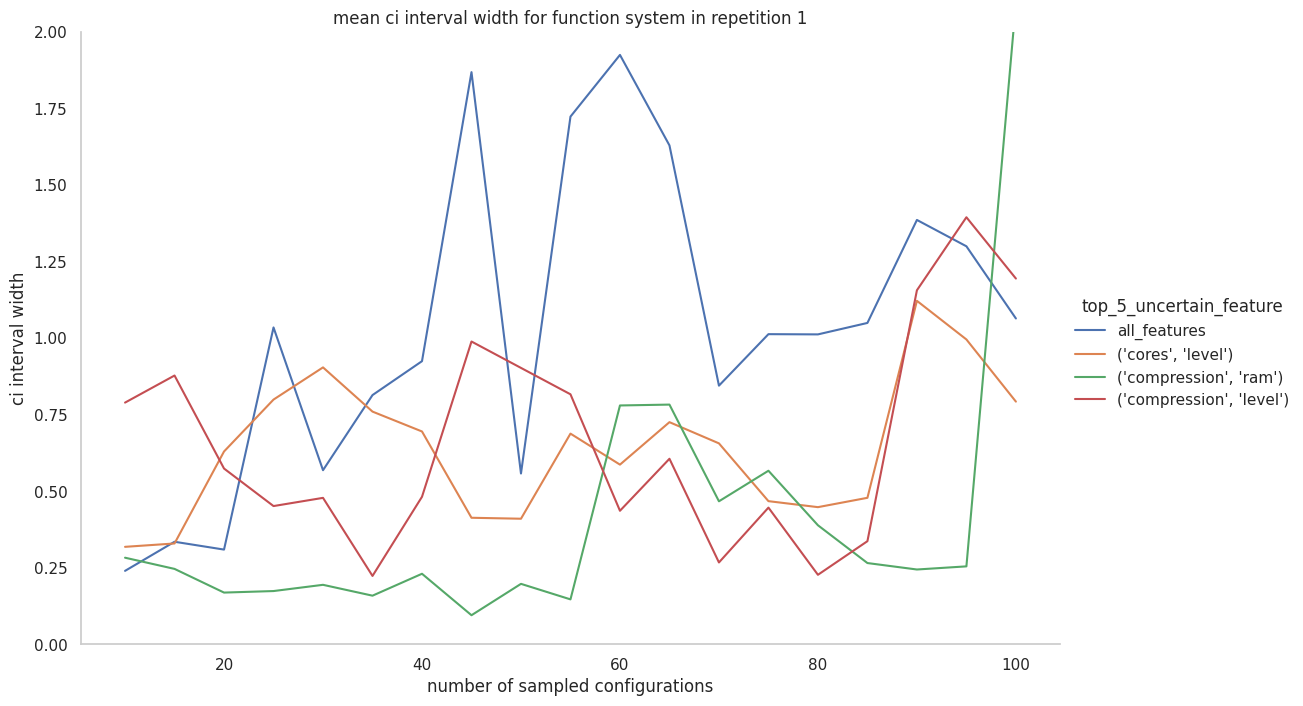 mean ci interval width for function system in repetition 1
2.00
1.75
1.50
1.25
1.00
0.75
0.50
0.25
0.00
ci interval width
20 40 60 80 100
number of sampled configurations
top_5_uncertain_feature
all_features
('cores', 'level')
('compression', 'ram')
('compression', 'level')